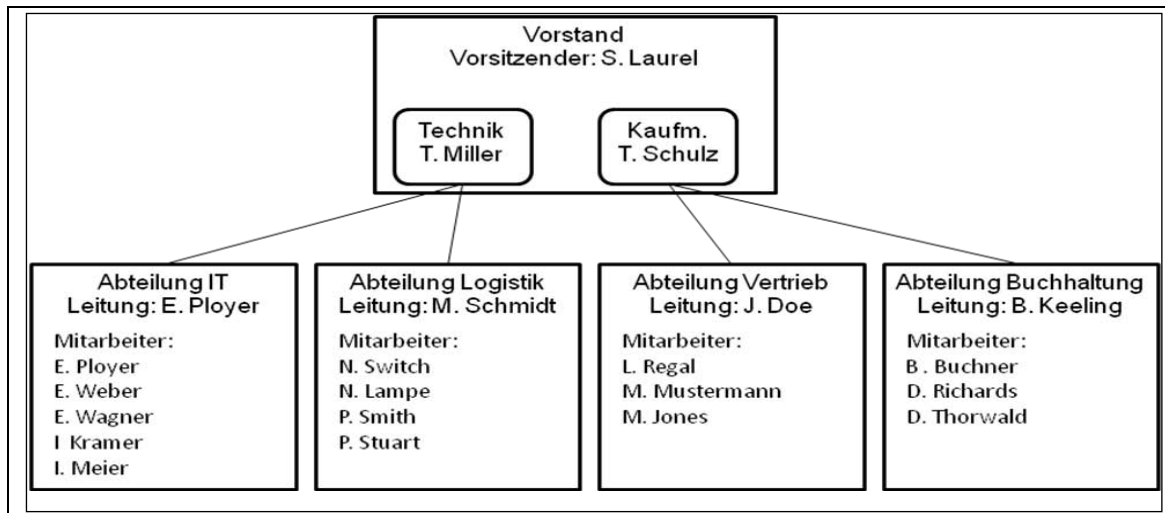 Vorstand
Vorsitzender: S. Laurel
Technik
T. Miller
Kaufm.
T. Schulz
Abteilung IT
Leitung: E. Ployer
Mitarbeiter:
E. Ployer
E. Weber
E. Wagner
I Kramer
I. Meier
Abteilung Logistik
Leitung: M. Schmidt
Mitarbeiter:
N. Switch
N. Lampe
P. Smith
P. Stuart
Abteilung Vertrieb
Leitung: J. Doe
Mitarbeiter:
L. Regal
M. Mustermann
M. Jones
Abteilung Buchhaltung
Leitung: B. Keeling
Mitarbeiter:
B. Buchner
D. Richards
D. Thorwald